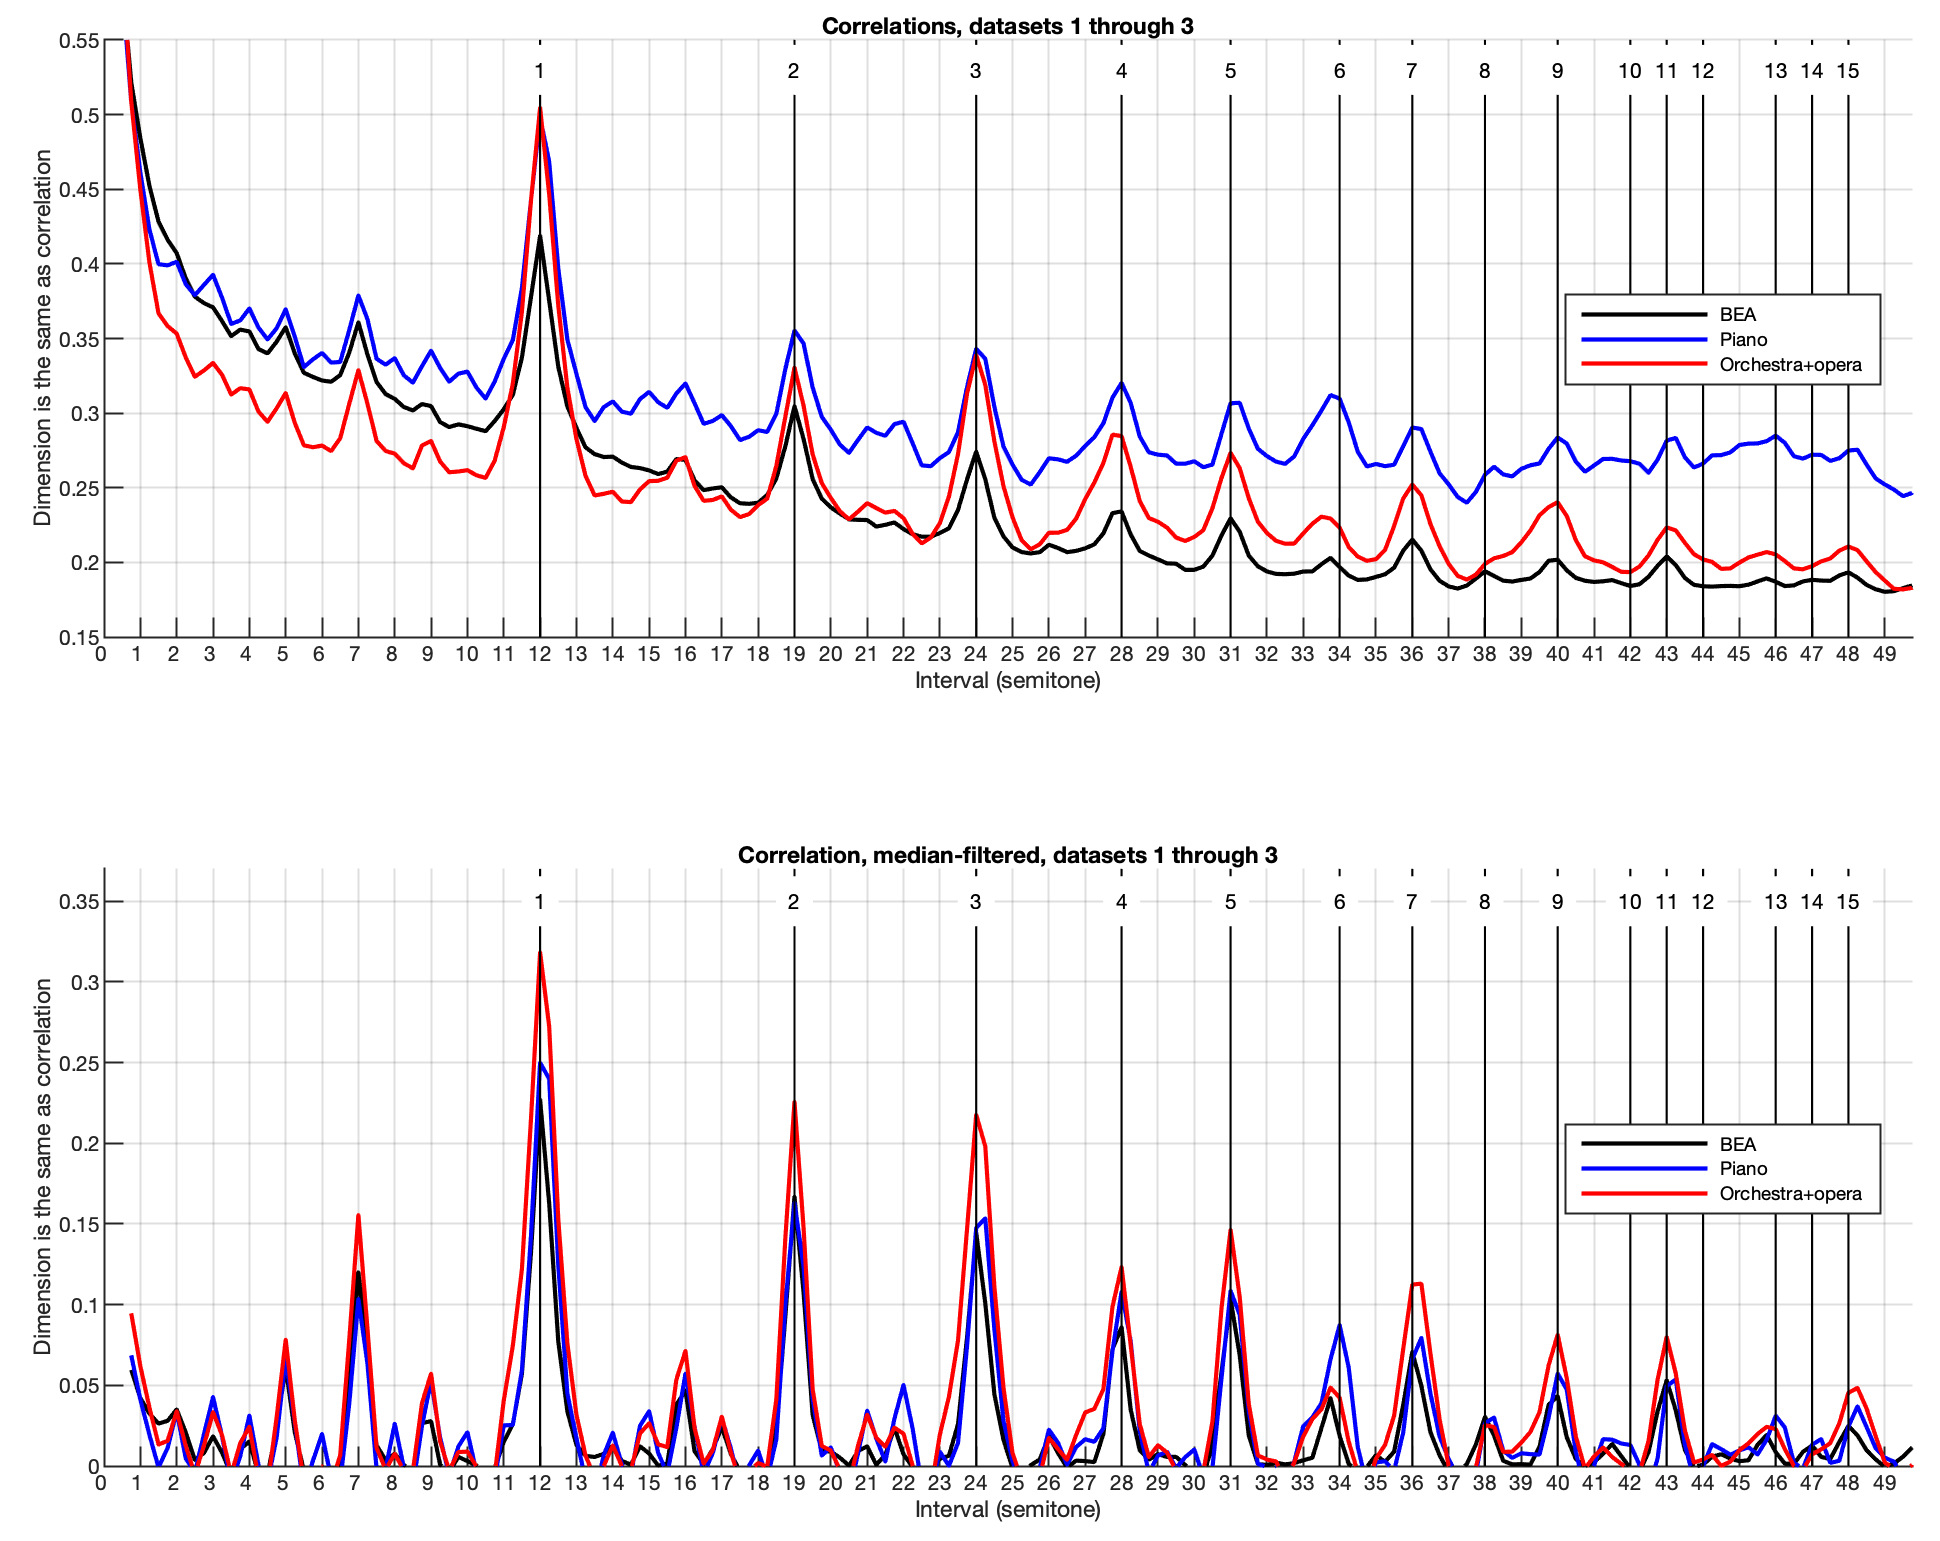 Correlations, datasets 1 through 3
Dimension is the same as correlation
0.55
0.5
0.45
0.4
0.35
0.3
0.25
0.2
0.15
1 2 3 4 5 6 7 8 9 10 11 12 13 14 15
BEA
Piano
Orchestra+opera
0 1 2 3 4 5 6 7 8 9 10 11 12 13 14 15 16 17 18 19 20 21 22 23 24 25 26 27 28 29 30 31 32 33 34 35 36 37 38 39 40 41 42 43 44 45 46 47 48 49
Interval (semitone)
Correlation, median-filtered, datasets 1 through 3
Dimension is the same as correlation
0.35
0.3
0.25
0.2
0.15
0.1
0.05
0
1 2 3 4 5 6 7 8 9 10 11 12 13 14 15
BEA
Piano
Orchestra+opera
0 1 2 3 4 5 6 7 8 9 10 11 12 13 14 15 16 17 18 19 20 21 22 23 24 25 26 27 28 29 30 31 32 33 34 35 36 37 38 39 40 41 42 43 44 45 46 47 48 49
Interval (semitone)